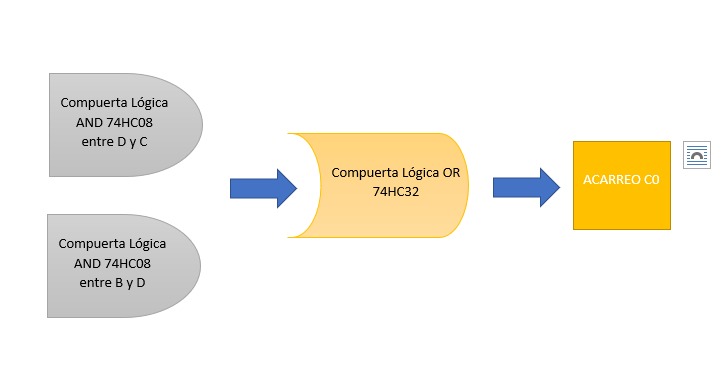 Compuerta Lógica
AND 74HC08
entre D y C
Compuerta Lógica
AND 74HC08
entre B y D
Compuerta Lógica OR
74HC32
ACARREO C0